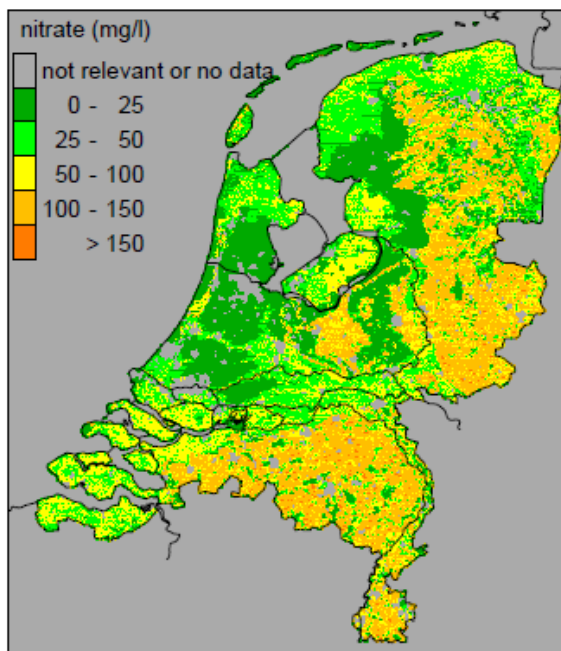 nitrate (mg/l)
not relevant or no data
0 - 25
25 - 50
50 - 100
100 - 150
> 150